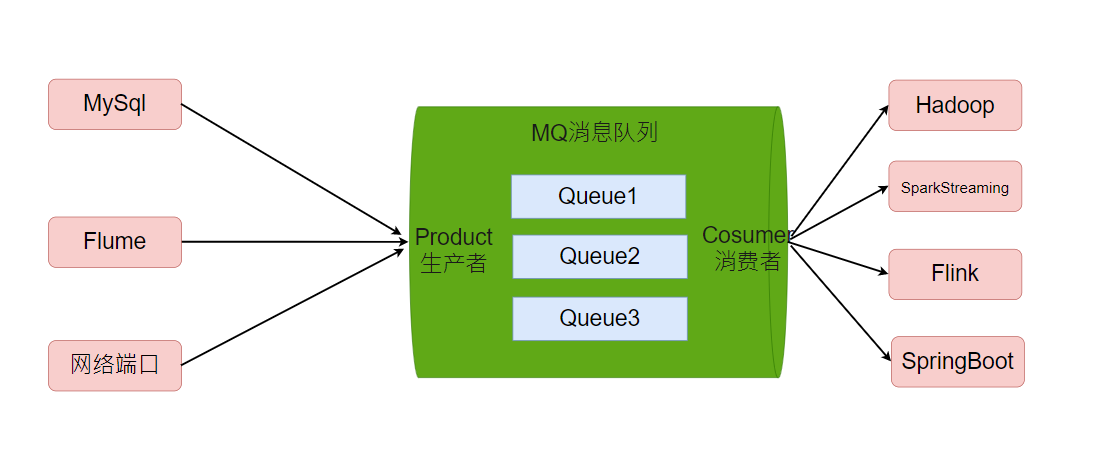 MySql
Flume
网络端口
MQ消息队列
Product
生产者
Queue1
Queue2
Queue3
Cosumer
消费者
Hadoop
SparkStreaming
Flink
SpringBoot